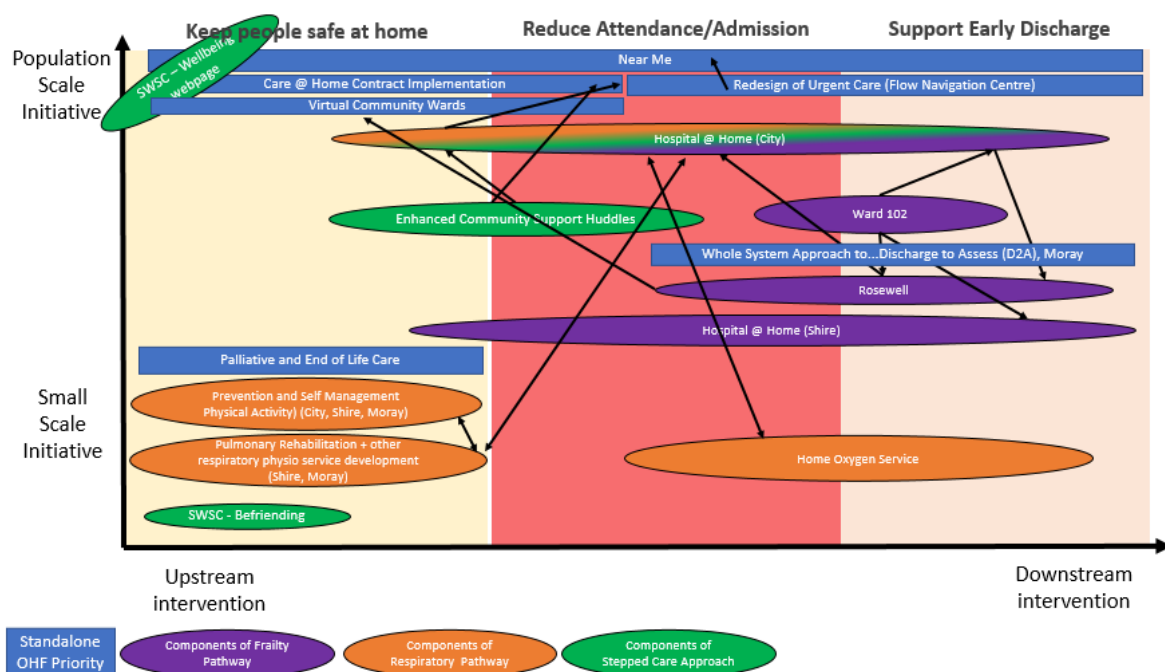 Keep people safe at home
Reduce Attendance/Admission
Support Early Discharge
Population
Scale
Initiative
SWSC – Wellbeing
webpage
Near Me
Care @ Home Contract Implementation
Redesign of Urgent Care (Flow Navigation Centre)
Virtual Community Wards
Hospital @ Home (City)
Enhanced Community Support Huddles
Ward 102
Whole System Approach to...Discharge to Assess (D2A), Moray
Rosewell
Hospital @ Home (Shire)
Palliative and End of Life Care
Small
Scale
Initiative
Prevention and Self Management
Physical Activity) (City, Shire, Moray)
Pulmonary Rehabilitation + other
respiratory physio service development
(Shire, Moray)
Home Oxygen Service
SWSC - Befriending
Upstream
intervention
Downstream
intervention
Standalone
OHF Priority
Components of Frailty
Pathway
Components of
Respiratory Pathway
Components of
Stepped Care Approach